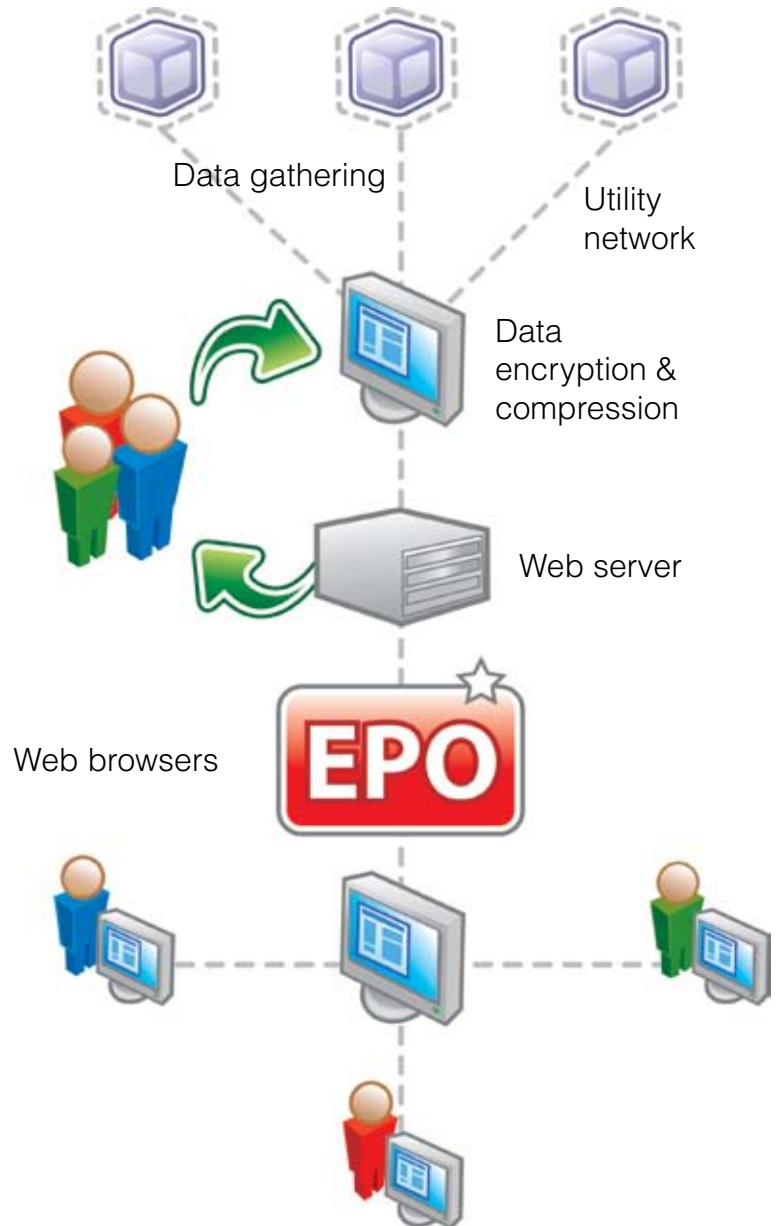 Data gathering
Utility
network
Data
encryption &
compression
Web server
EPO
Web browsers